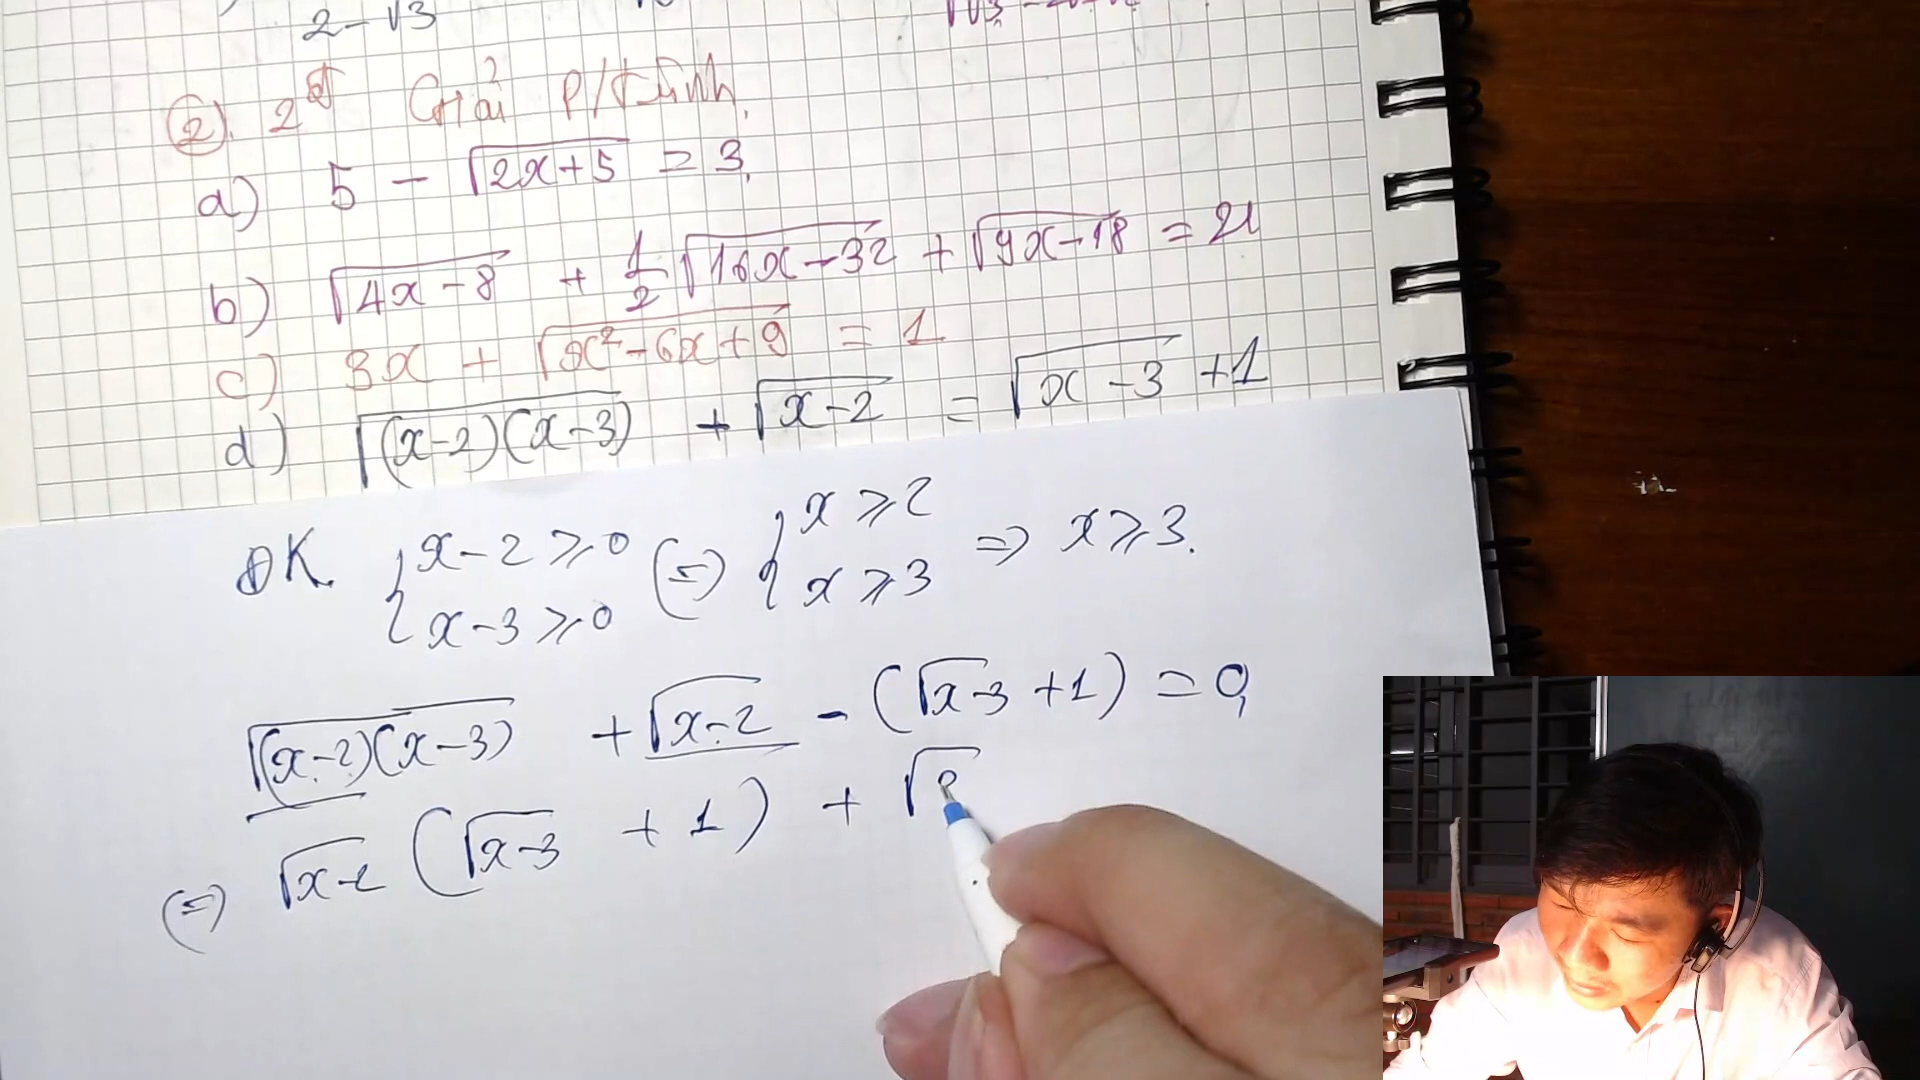 2-√3
②. 2đ Giải P/trình.
a) 5 - √(2x+5) = 3.
b) √(4x-8) + 1/2 √(16x-32) + √(9x-18) = 21
c) 3x + √(x²-6x+9) = 1
d) √((x-2)(x-3)) + √(x-2) = √(x-3) +1
ĐK. { x-2 ⩾ 0 (=) { x ⩾ 2 => x ⩾ 3.
x-3 ⩾ 0 x ⩾ 3
√((x-2)(x-3)) + √(x-2) - (√(x-3) +1) = 0
(=) √(x-2) (√(x-3) + 1) + √